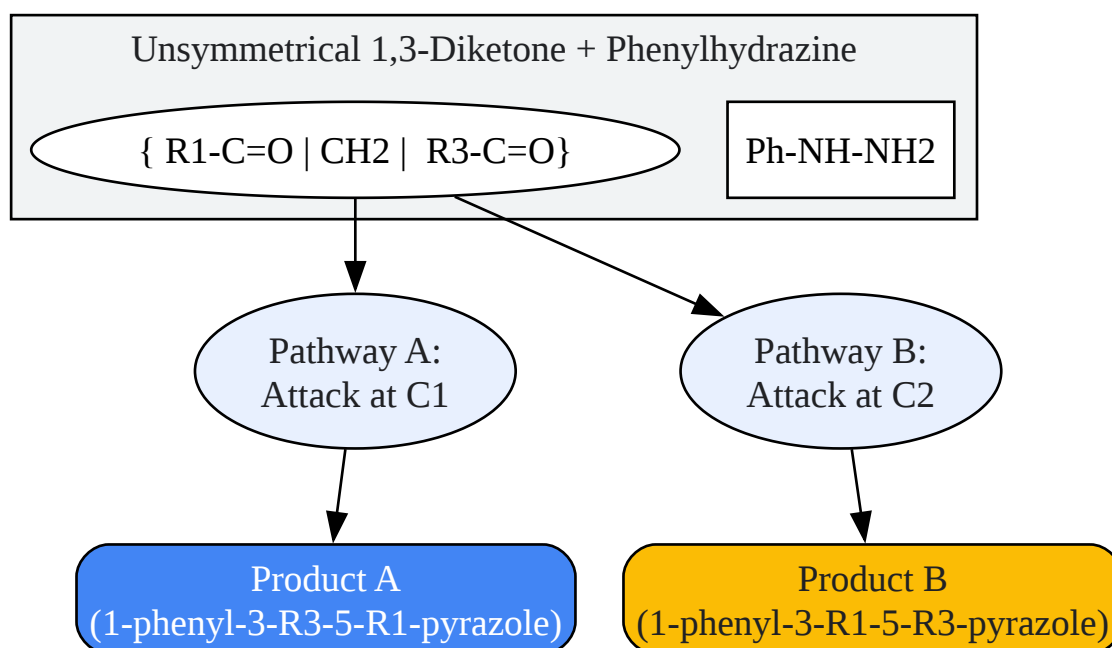 Unsymmetrical 1,3-Diketone + Phenylhydrazine
{ R1-C=O | CH2 |  R3-C=O}
Ph-NH-NH2
Pathway A:
Attack at C1
Pathway B:
Attack at C2
Product A
(1-phenyl-3-R3-5-R1-pyrazole)
Product B
(1-phenyl-3-R1-5-R3-pyrazole)